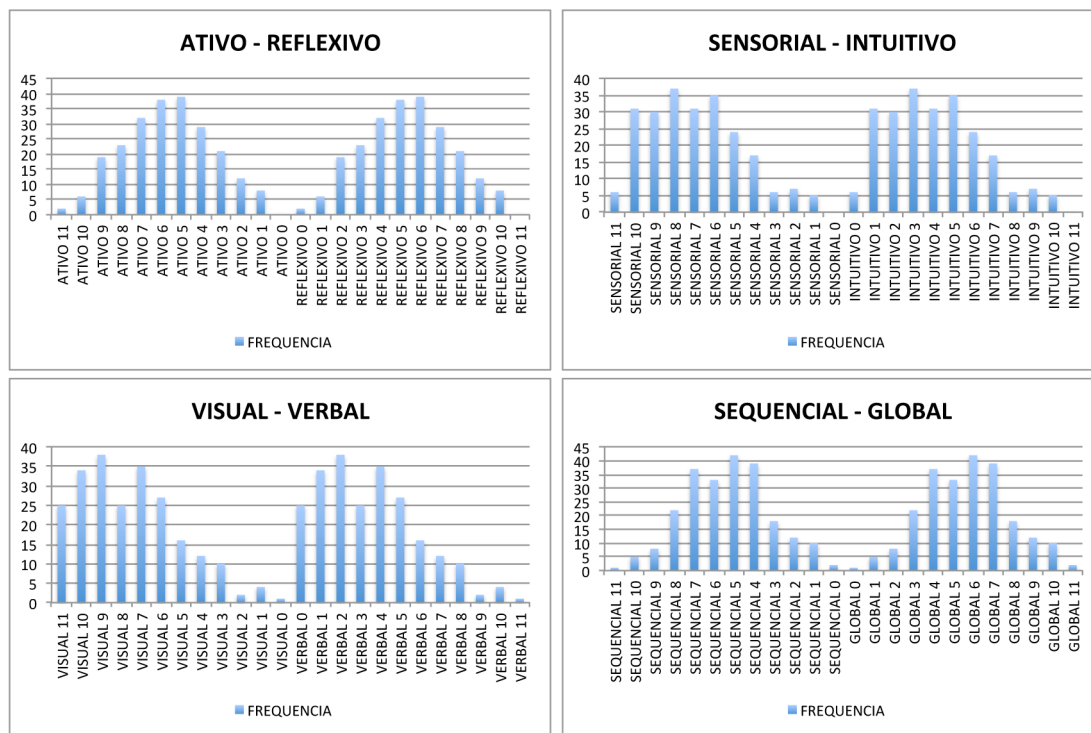 ATIVO - REFLEXIVO
45
40
35
30
25
20
15
10
5
0
ATIVO 11
ATIVO 10
ATIVO 9
ATIVO 8
ATIVO 7
ATIVO 6
ATIVO 5
ATIVO 4
ATIVO 3
ATIVO 2
ATIVO 1
ATIVO 0
REFLEXIVO 0
REFLEXIVO 1
REFLEXIVO 2
REFLEXIVO 3
REFLEXIVO 4
REFLEXIVO 5
REFLEXIVO 6
REFLEXIVO 7
REFLEXIVO 8
REFLEXIVO 9
REFLEXIVO 10
REFLEXIVO 11
FREQUENCIA
SENSORIAL - INTUITIVO
40
35
30
25
20
15
10
5
0
SENSORIAL 11
SENSORIAL 10
SENSORIAL 9
SENSORIAL 8
SENSORIAL 7
SENSORIAL 6
SENSORIAL 5
SENSORIAL 4
SENSORIAL 3
SENSORIAL 2
SENSORIAL 1
SENSORIAL 0
INTUITIVO 0
INTUITIVO 1
INTUITIVO 2
INTUITIVO 3
INTUITIVO 4
INTUITIVO 5
INTUITIVO 6
INTUITIVO 7
INTUITIVO 8
INTUITIVO 9
INTUITIVO 10
INTUITIVO 11
FREQUENCIA
VISUAL - VERBAL
40
35
30
25
20
15
10
5
0
VISUAL 11
VISUAL 10
VISUAL 9
VISUAL 8
VISUAL 7
VISUAL 6
VISUAL 5
VISUAL 4
VISUAL 3
VISUAL 2
VISUAL 1
VISUAL 0
VERBAL 0
VERBAL 1
VERBAL 2
VERBAL 3
VERBAL 4
VERBAL 5
VERBAL 6
VERBAL 7
VERBAL 8
VERBAL 9
VERBAL 10
VERBAL 11
FREQUENCIA
SEQUENCIAL - GLOBAL
45
40
35
30
25
20
15
10
5
0
SEQUENCIAL 11
SEQUENCIAL 10
SEQUENCIAL 9
SEQUENCIAL 8
SEQUENCIAL 7
SEQUENCIAL 6
SEQUENCIAL 5
SEQUENCIAL 4
SEQUENCIAL 3
SEQUENCIAL 2
SEQUENCIAL 1
SEQUENCIAL 0
GLOBAL 0
GLOBAL 1
GLOBAL 2
GLOBAL 3
GLOBAL 4
GLOBAL 5
GLOBAL 6
GLOBAL 7
GLOBAL 8
GLOBAL 9
GLOBAL 10
GLOBAL 11
FREQUENCIA